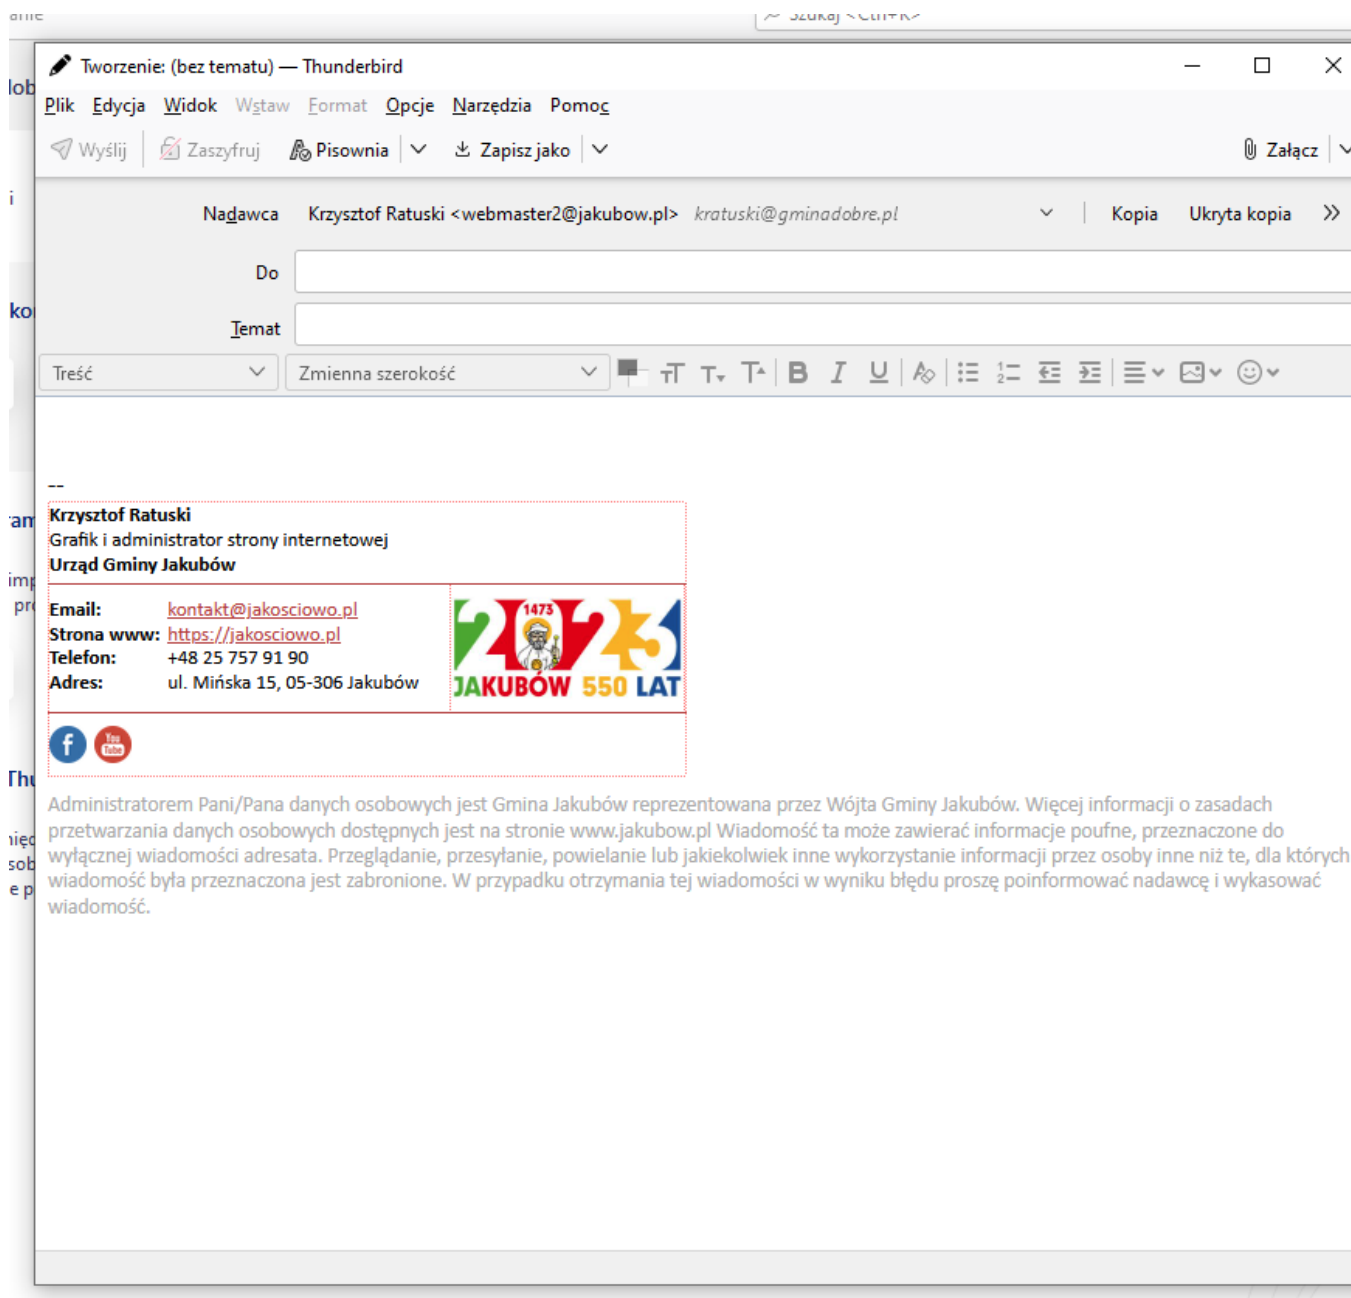 Szukaj <Ctrl+K>
Tworzenie: (bez tematu) — Thunderbird
Plik Edycja Widok Wstaw Format Opcje Narzędzia Pomoc
Wyślij Zaszyfruj Pisownia Zapisz jako Załącz
Nadawca Krzysztof Ratuski <webmaster2@jakubow.pl> kratuski@gminadobre.pl Kopia Ukryta kopia
Do
Temat
Treść Zmienna szerokość
--
Krzysztof Ratuski
Grafik i administrator strony internetowej
Urząd Gminy Jakubów
Email: kontakt@jakosciowo.pl
Strona www: https://jakosciowo.pl
Telefon: +48 25 757 91 90
Adres: ul. Mińska 15, 05-306 Jakubów
1473
2023
JAKUBÓW 550 LAT
f You Tube
Administratorem Pani/Pana danych osobowych jest Gmina Jakubów reprezentowana przez Wójta Gminy Jakubów. Więcej informacji o zasadach
przetwarzania danych osobowych dostępnych jest na stronie www.jakubow.pl Wiadomość ta może zawierać informacje poufne, przeznaczone do
wyłącznej wiadomości adresata. Przeglądanie, przesyłanie, powielanie lub jakiekolwiek inne wykorzystanie informacji przez osoby inne niż te, dla których
wiadomość była przeznaczona jest zabronione. W przypadku otrzymania tej wiadomości w wyniku błędu proszę poinformować nadawcę i wykasować
wiadomość.